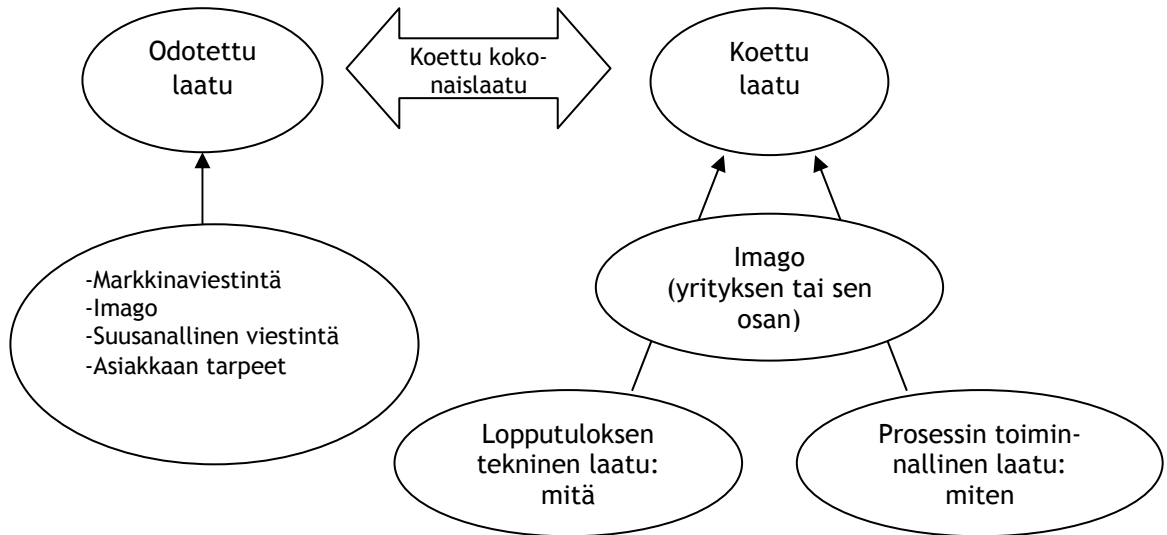 Odotettu
laatu
Koettu koko-
naislaatu
Koettu
laatu
-Markkinaviestintä
-Imago
-Suusanallinen viestintä
-Asiakkaan tarpeet
Imago
(yrityksen tai sen
osan)
Lopputuloksen
tekninen laatu:
mitä
Prosessin toimin-
nallinen laatu:
miten